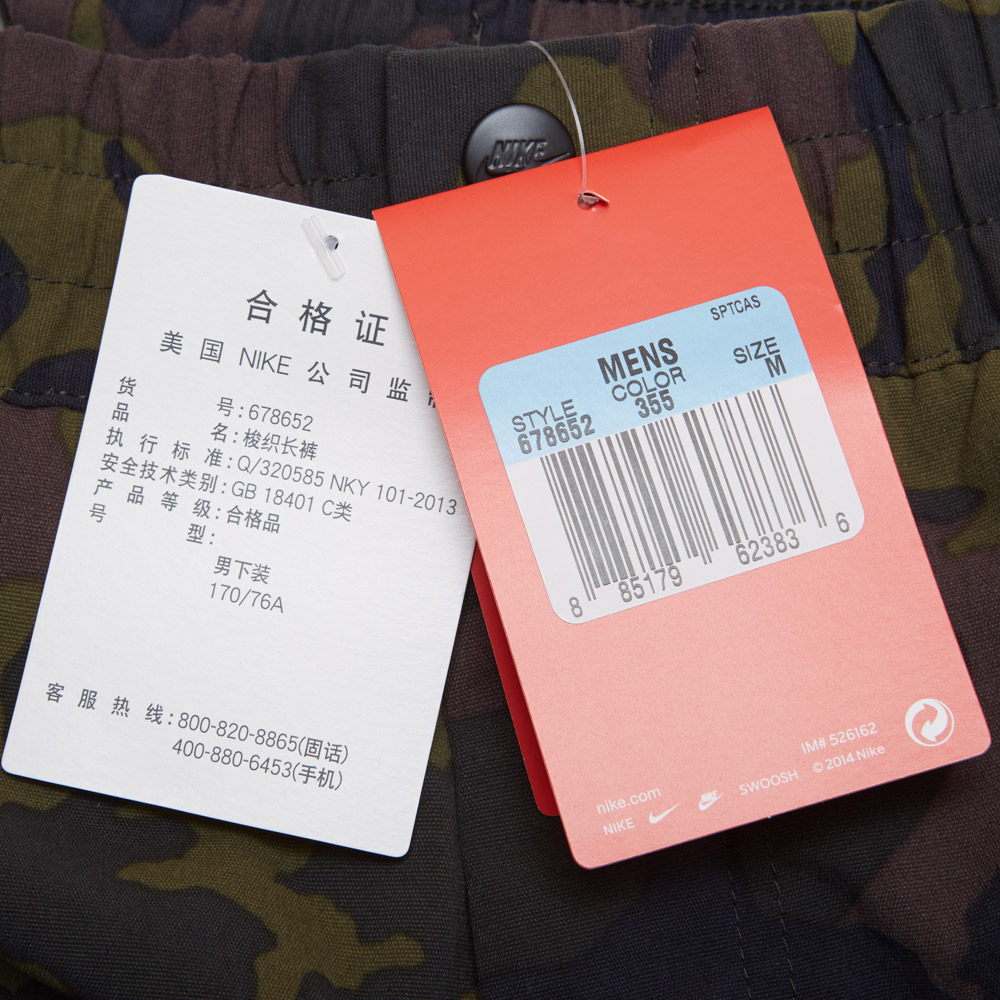 NIKE
合格证
美国 NIKE 公司监制
货号:678652
品名:梭织长裤
执行标准:Q/320585 NKY 101-2013
安全技术类别:GB 18401 C类
产品等级:合格品
号型:
男下装
170/76A
客服热线:800-820-8865(固话)
400-880-6453(手机)
SPTCAS
MENS
STYLE COLOR SIZE
678652 355 M
8 85179 62383 6
IM# 526162
nike.com
NIKE NIKE SWOOSH © 2014 Nike